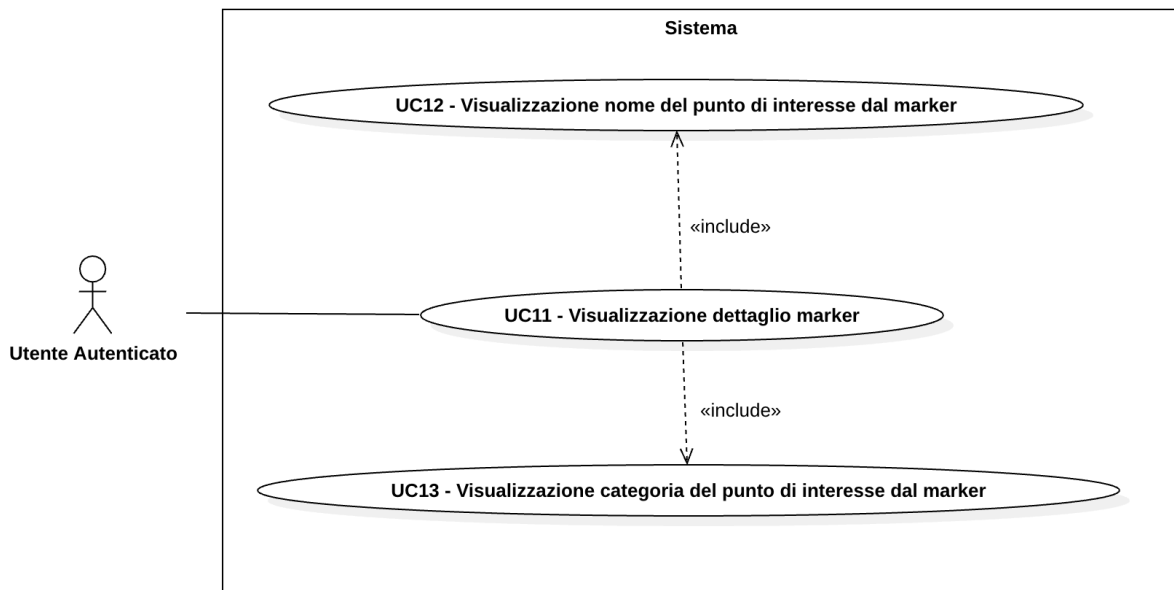 Sistema
UC12 - Visualizzazione nome del punto di interesse dal marker
«include»
UC11 - Visualizzazione dettaglio marker
Utente Autenticato
«include»
UC13 - Visualizzazione categoria del punto di interesse dal marker